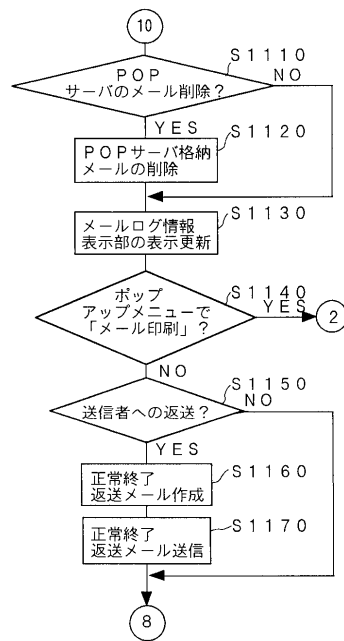 10
S1110
POP
サーバのメール削除？
NO
YES
S1120
POPサーバ格納
メールの削除
S1130
メールログ情報
表示部の表示更新
ポップ
アップメニューで
「メール印刷」？
S1140
YES
2
NO
S1150
送信者への返送？
NO
YES
S1160
正常終了
返送メール作成
S1170
正常終了
返送メール送信
8